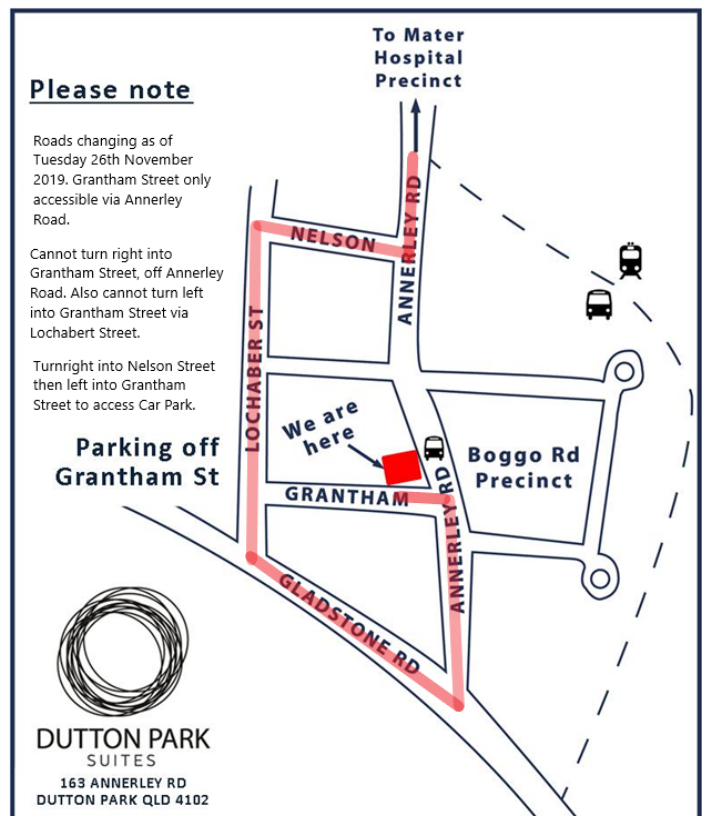 To Mater
Hospital
Precinct
Please note
Roads changing as of
Tuesday 26th November
2019. Grantham Street only
accessible via Annerley
Road.
Cannot turn right into
Grantham Street, off Annerley
Road. Also cannot turn left
into Grantham Street via
Lochabert Street.
Turnright into Nelson Street
then left into Grantham
Street to access Car Park.
NELSON
ANNERLEY RD
LOCHABER ST
We are
here
Parking off
Grantham St
Boggo Rd
Precinct
GRANTHAM
ANNERLEY RD
GLADSTONE RD
DUTTON PARK
SUITES
163 ANNERLEY RD
DUTTON PARK QLD 4102